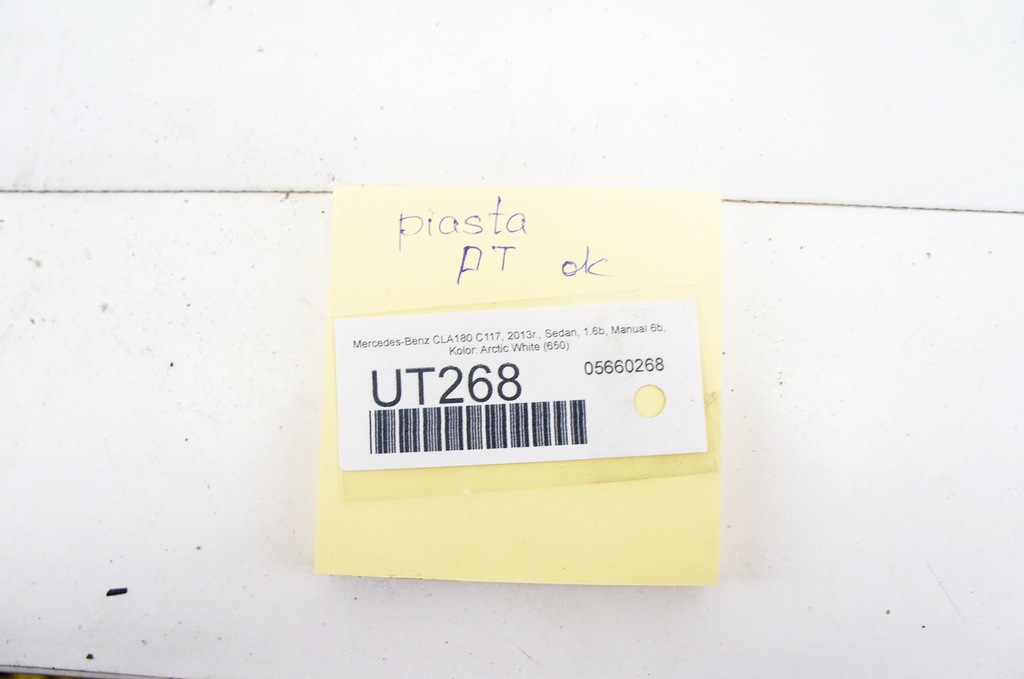 piasta
PT ok
Mercedes-Benz CLA180 C117, 2013r., Sedan, 1.6b, Manual 6b,
Kolor: Arctic White (650)
UT268 05660268